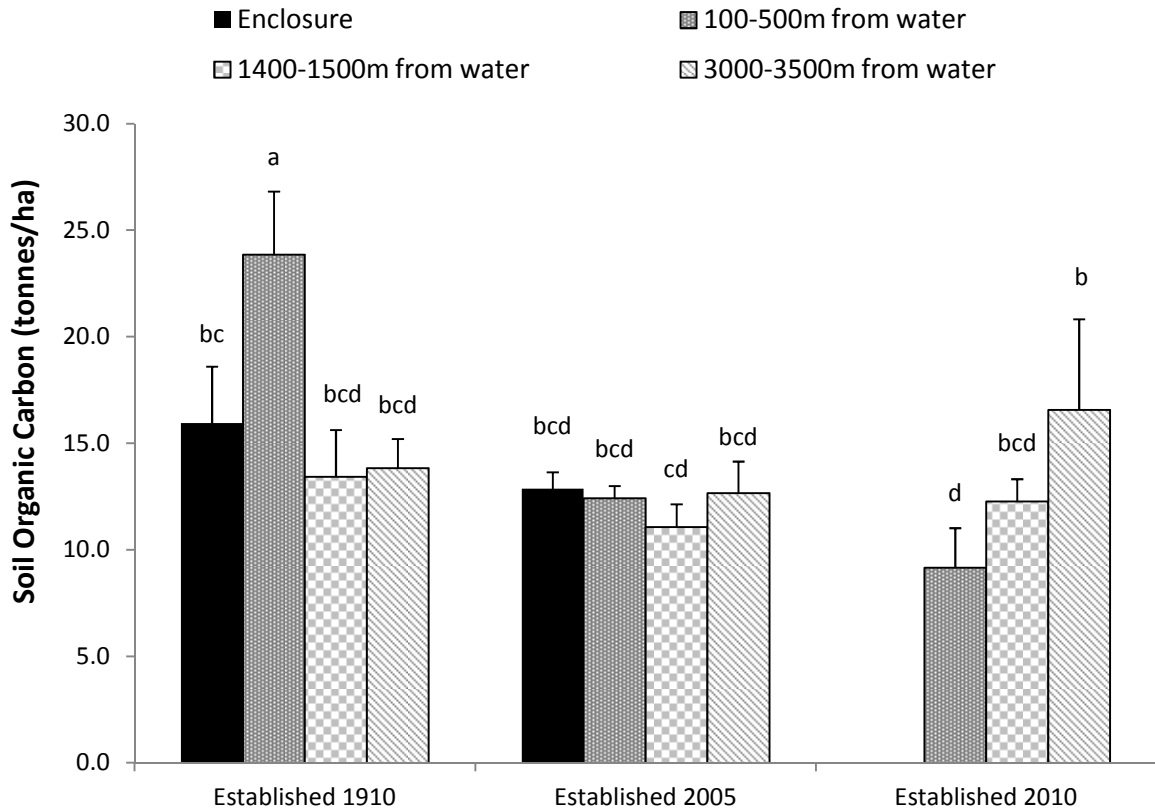 Enclosure 100-500m from water
1400-1500m from water 3000-3500m from water
Soil Organic Carbon (tonnes/ha)
30.0
25.0
20.0
15.0
10.0
5.0
0.0
bc
a
bcd
bcd
bcd
bcd
cd
bcd
d
bcd
b
Established 1910 Established 2005 Established 2010